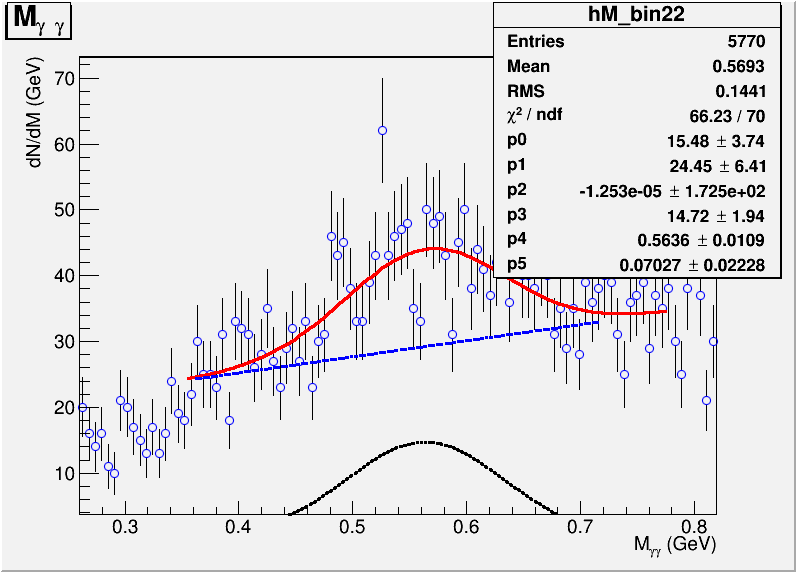 M γ γ
hM_bin22
Entries 5770
Mean 0.5693
RMS 0.1441
χ² / ndf 66.23 / 70
p0 15.48 ± 3.74
p1 24.45 ± 6.41
p2 -1.253e-05 ± 1.725e+02
p3 14.72 ± 1.94
p4 0.5636 ± 0.0109
p5 0.07027 ± 0.02228
dN/dM (GeV)
70
60
50
40
30
20
10
0.3 0.4 0.5 0.6 0.7 0.8
Mγγ (GeV)